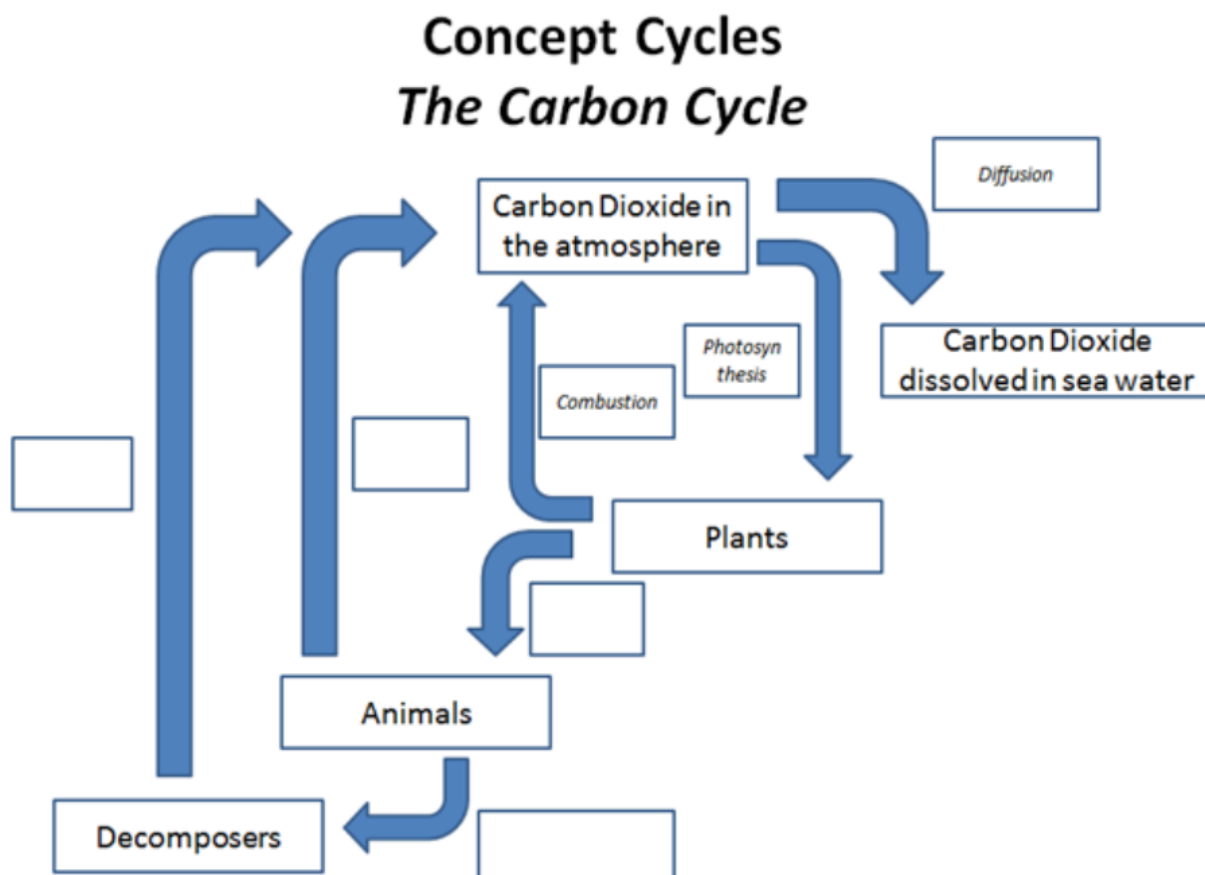 Concept Cycles
The Carbon Cycle
Diffusion
Carbon Dioxide in
the atmosphere
Carbon Dioxide
dissolved in sea water
Photosyn
thesis
Combustion
Plants
Animals
Decomposers